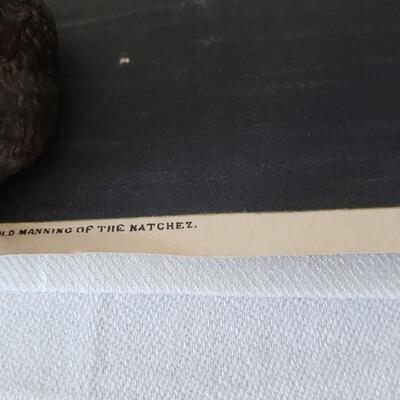 H.D MANNING OF THE NATCHEZ.